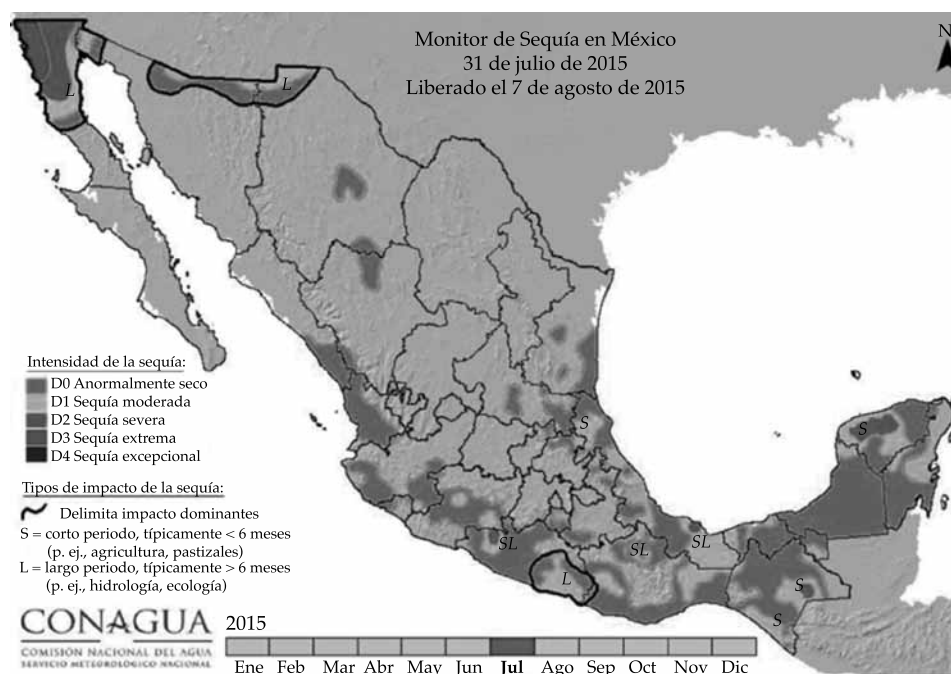 Monitor de Sequía en México
31 de julio de 2015
Liberado el 7 de agosto de 2015
N
L
L
Intensidad de la sequía:
D0 Anormalmente seco
D1 Sequía moderada
D2 Sequía severa
D3 Sequía extrema
D4 Sequía excepcional
S
S
Tipos de impacto de la sequía:
Delimita impacto dominantes
S = corto periodo, típicamente < 6 meses
(p. ej., agricultura, pastizales)
L = largo periodo, típicamente > 6 meses
(p. ej., hidrología, ecología)
SL
SL
SL
L
S
S
CONAGUA
COMISIÓN NACIONAL DEL AGUA
SERVICIO METEOROLÓGICO NACIONAL
2015
Ene Feb Mar Abr May Jun Jul Ago Sep Oct Nov Dic